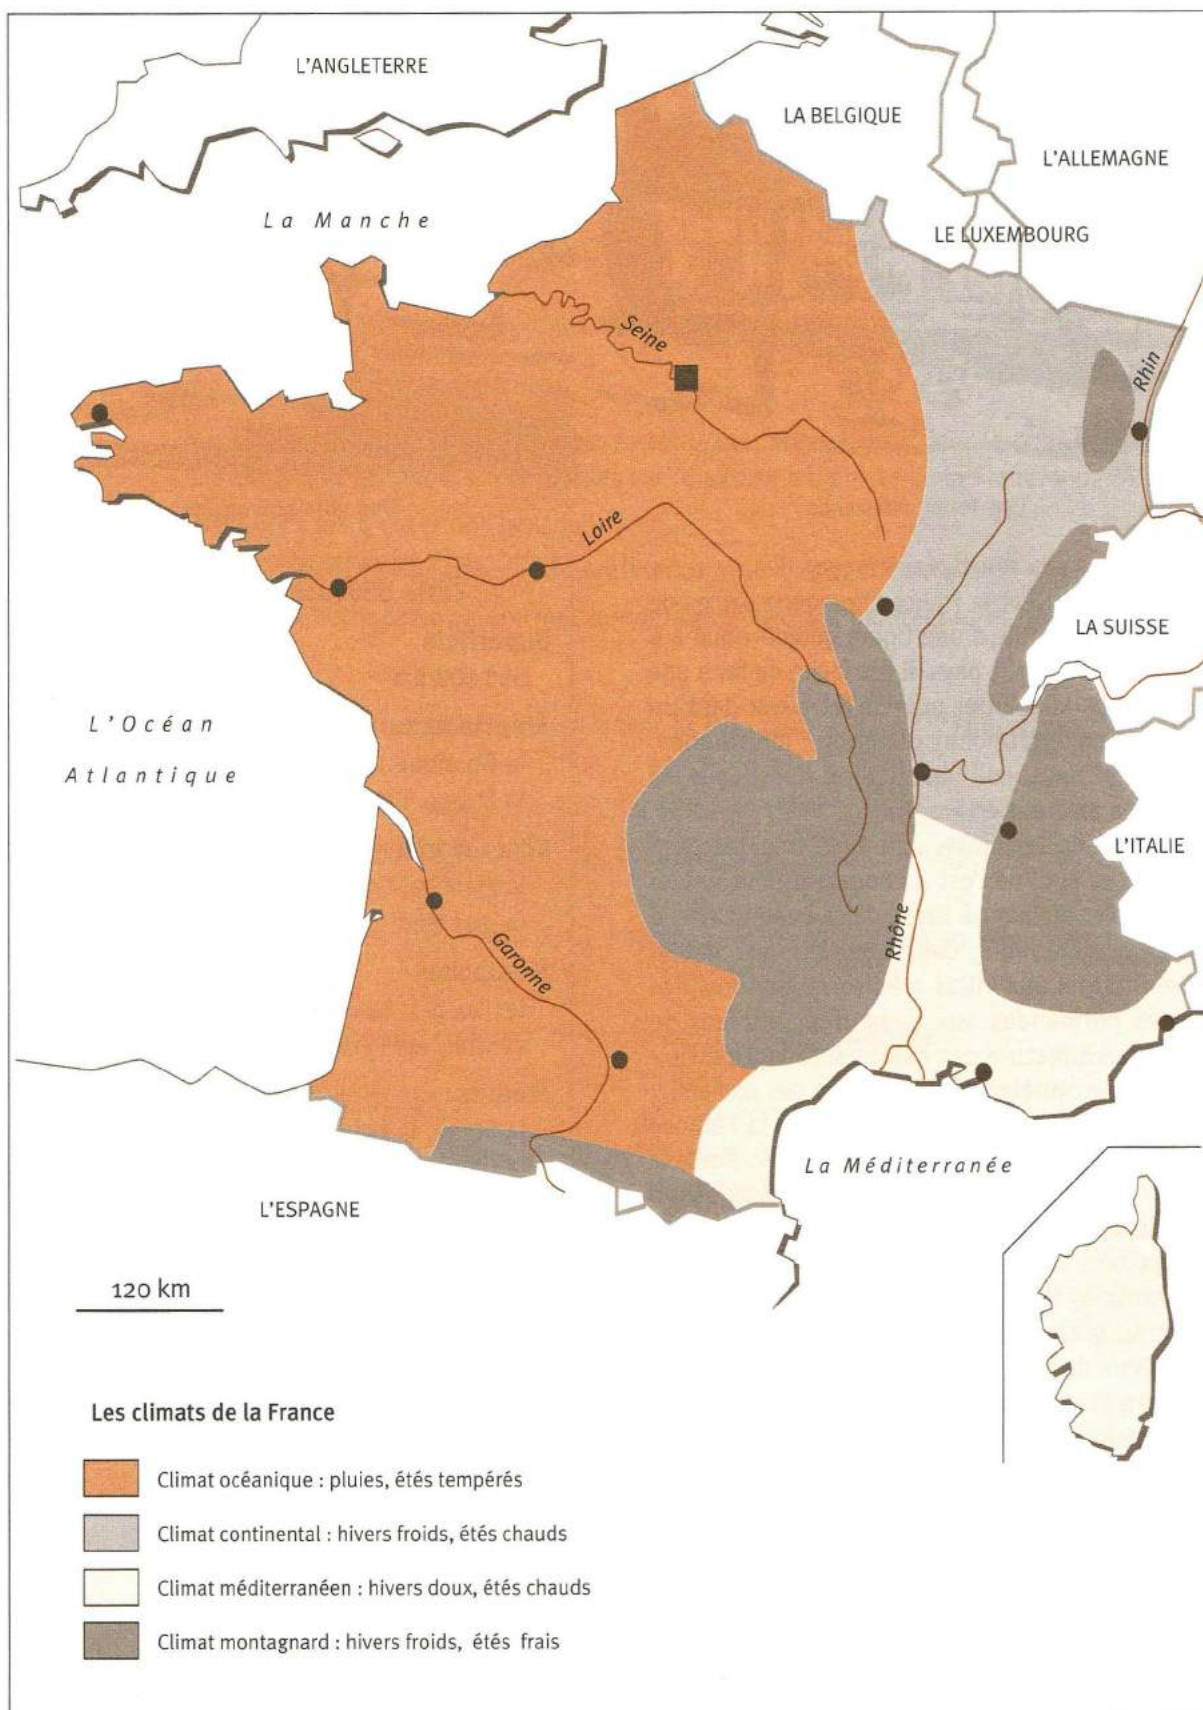 L'ANGLETERRE
LA BELGIQUE
L'ALLEMAGNE
La Manche
LE LUXEMBOURG
Seine
Rhin
Loire
LA SUISSE
L'Océan
Atlantique
L'ITALIE
Rhône
Garonne
La Méditerranée
L'ESPAGNE
120 km
Les climats de la France
Climat océanique : pluies, étés tempérés
Climat continental : hivers froids, étés chauds
Climat méditerranéen : hivers doux, étés chauds
Climat montagnard : hivers froids, étés frais